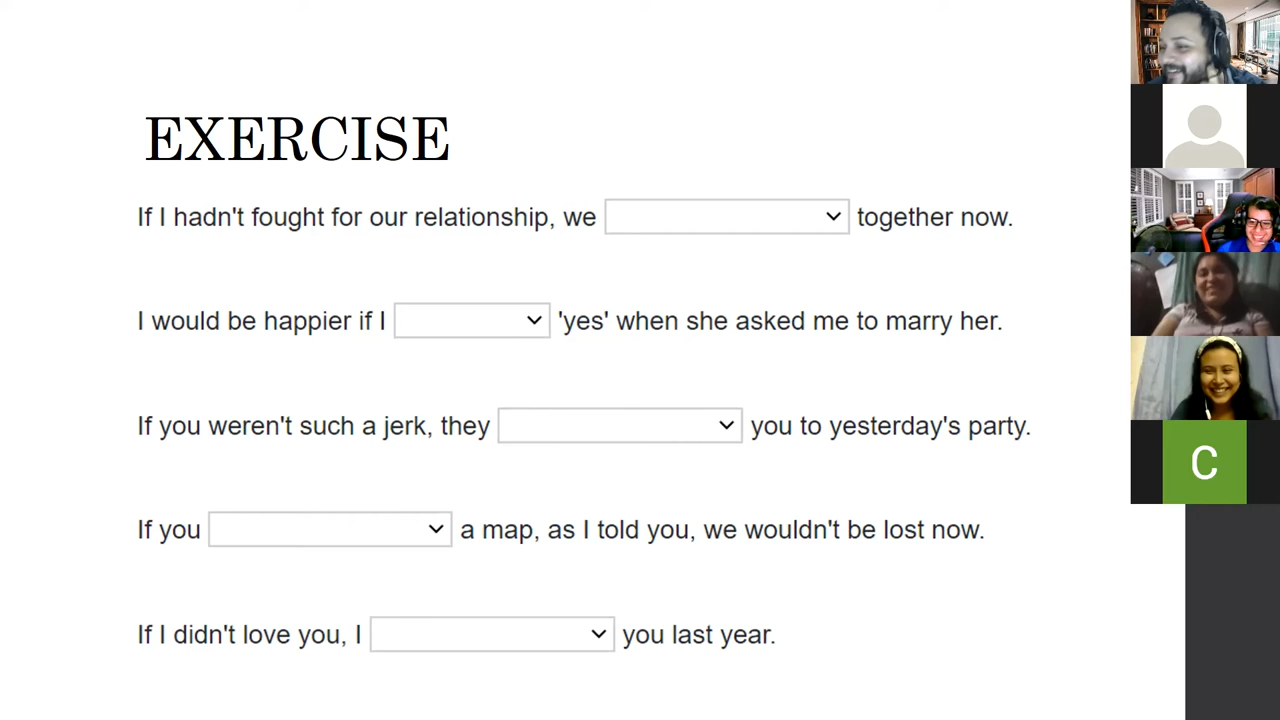 EXERCISE
If I hadn't fought for our relationship, we together now.
I would be happier if I 'yes' when she asked me to marry her.
If you weren't such a jerk, they you to yesterday's party.
If you a map, as I told you, we wouldn't be lost now.
If I didn't love you, I you last year.
C